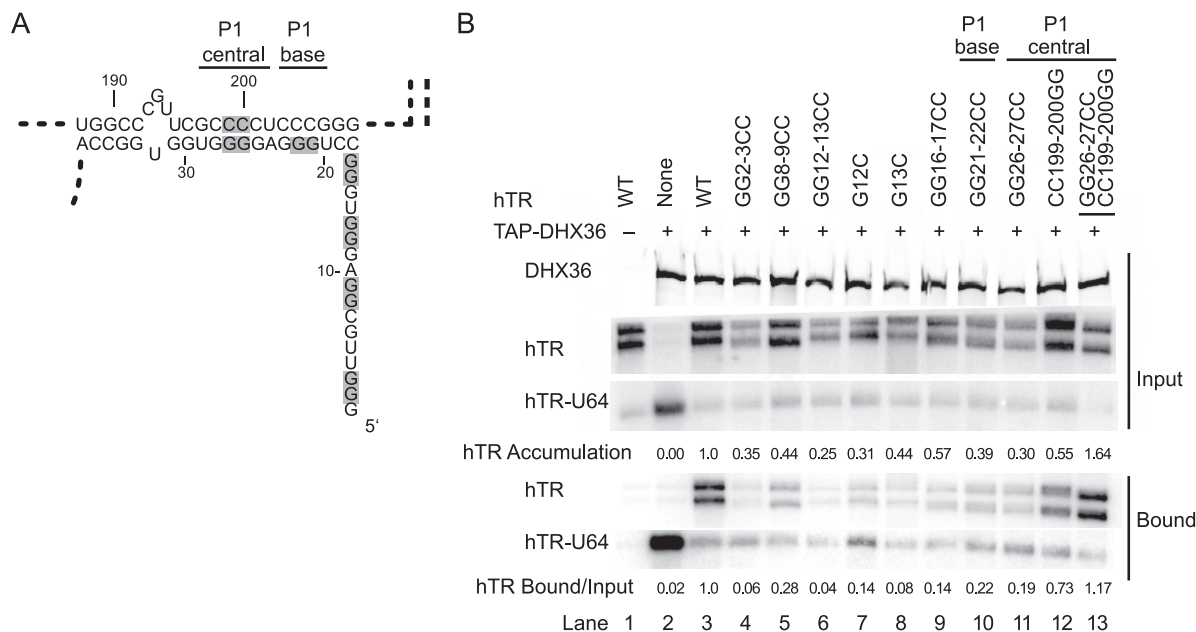 A
P1 central
P1 base
190
200
G
C U
UGGCC UCGCCCCUCCCGGG
ACCGG GGUGGGGAGGGUCC
U
30
20
G
G
G
U
G
G
G
10- A
G
G
C
G
U
U
G
G
G
5'
B
P1 base
P1 central
hTR WT None WT GG2-3CC GG8-9CC GG12-13CC G12C G13C GG16-17CC GG21-22CC GG26-27CC CC199-200GG GG26-27CC CC199-200GG
TAP-DHX36 – + + + + + + + + + + + +
DHX36
hTR
hTR-U64
Input
hTR Accumulation 0.00 1.0 0.35 0.44 0.25 0.31 0.44 0.57 0.39 0.30 0.55 1.64
hTR
hTR-U64
Bound
hTR Bound/Input 0.02 1.0 0.06 0.28 0.04 0.14 0.08 0.14 0.22 0.19 0.73 1.17
Lane 1 2 3 4 5 6 7 8 9 10 11 12 13